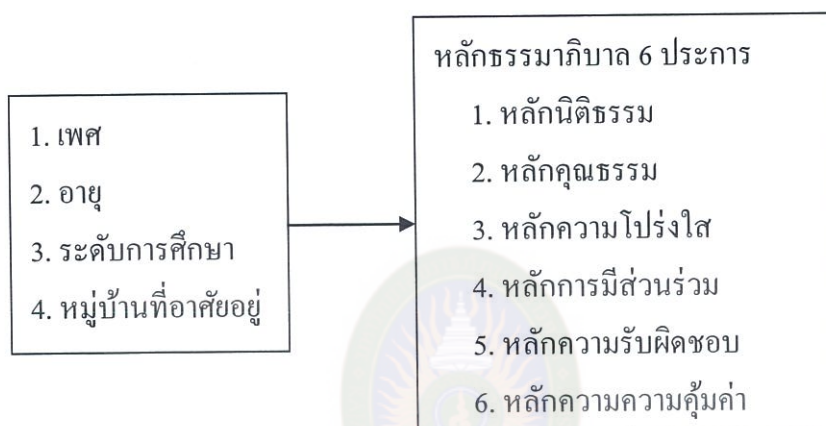 1. เพศ
2. อายุ
3. ระดับการศึกษา
4. หมู่บ้านที่อาศัยอยู่
หลักธรรมาภิบาล 6 ประการ
1. หลักนิติธรรม
2. หลักคุณธรรม
3. หลักความโปร่งใส
4. หลักการมีส่วนร่วม
5. หลักความรับผิดชอบ
6. หลักความความคุ้มค่า